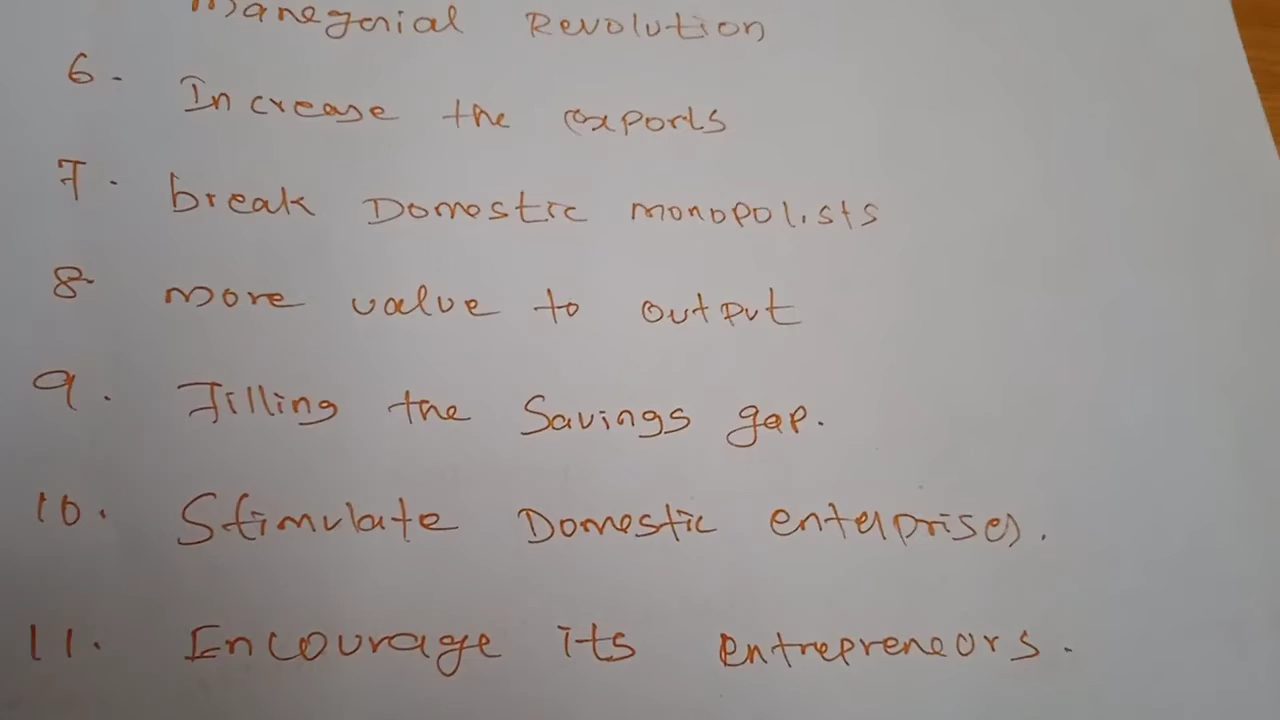 Manegerial Revolution
6. Increase the exports
7. break Domestic monopolists
8 more value to output
9. Filling the Savings gap.
10. Stimulate Domestic enterprises.
11. Encourage its entrepreneurs.